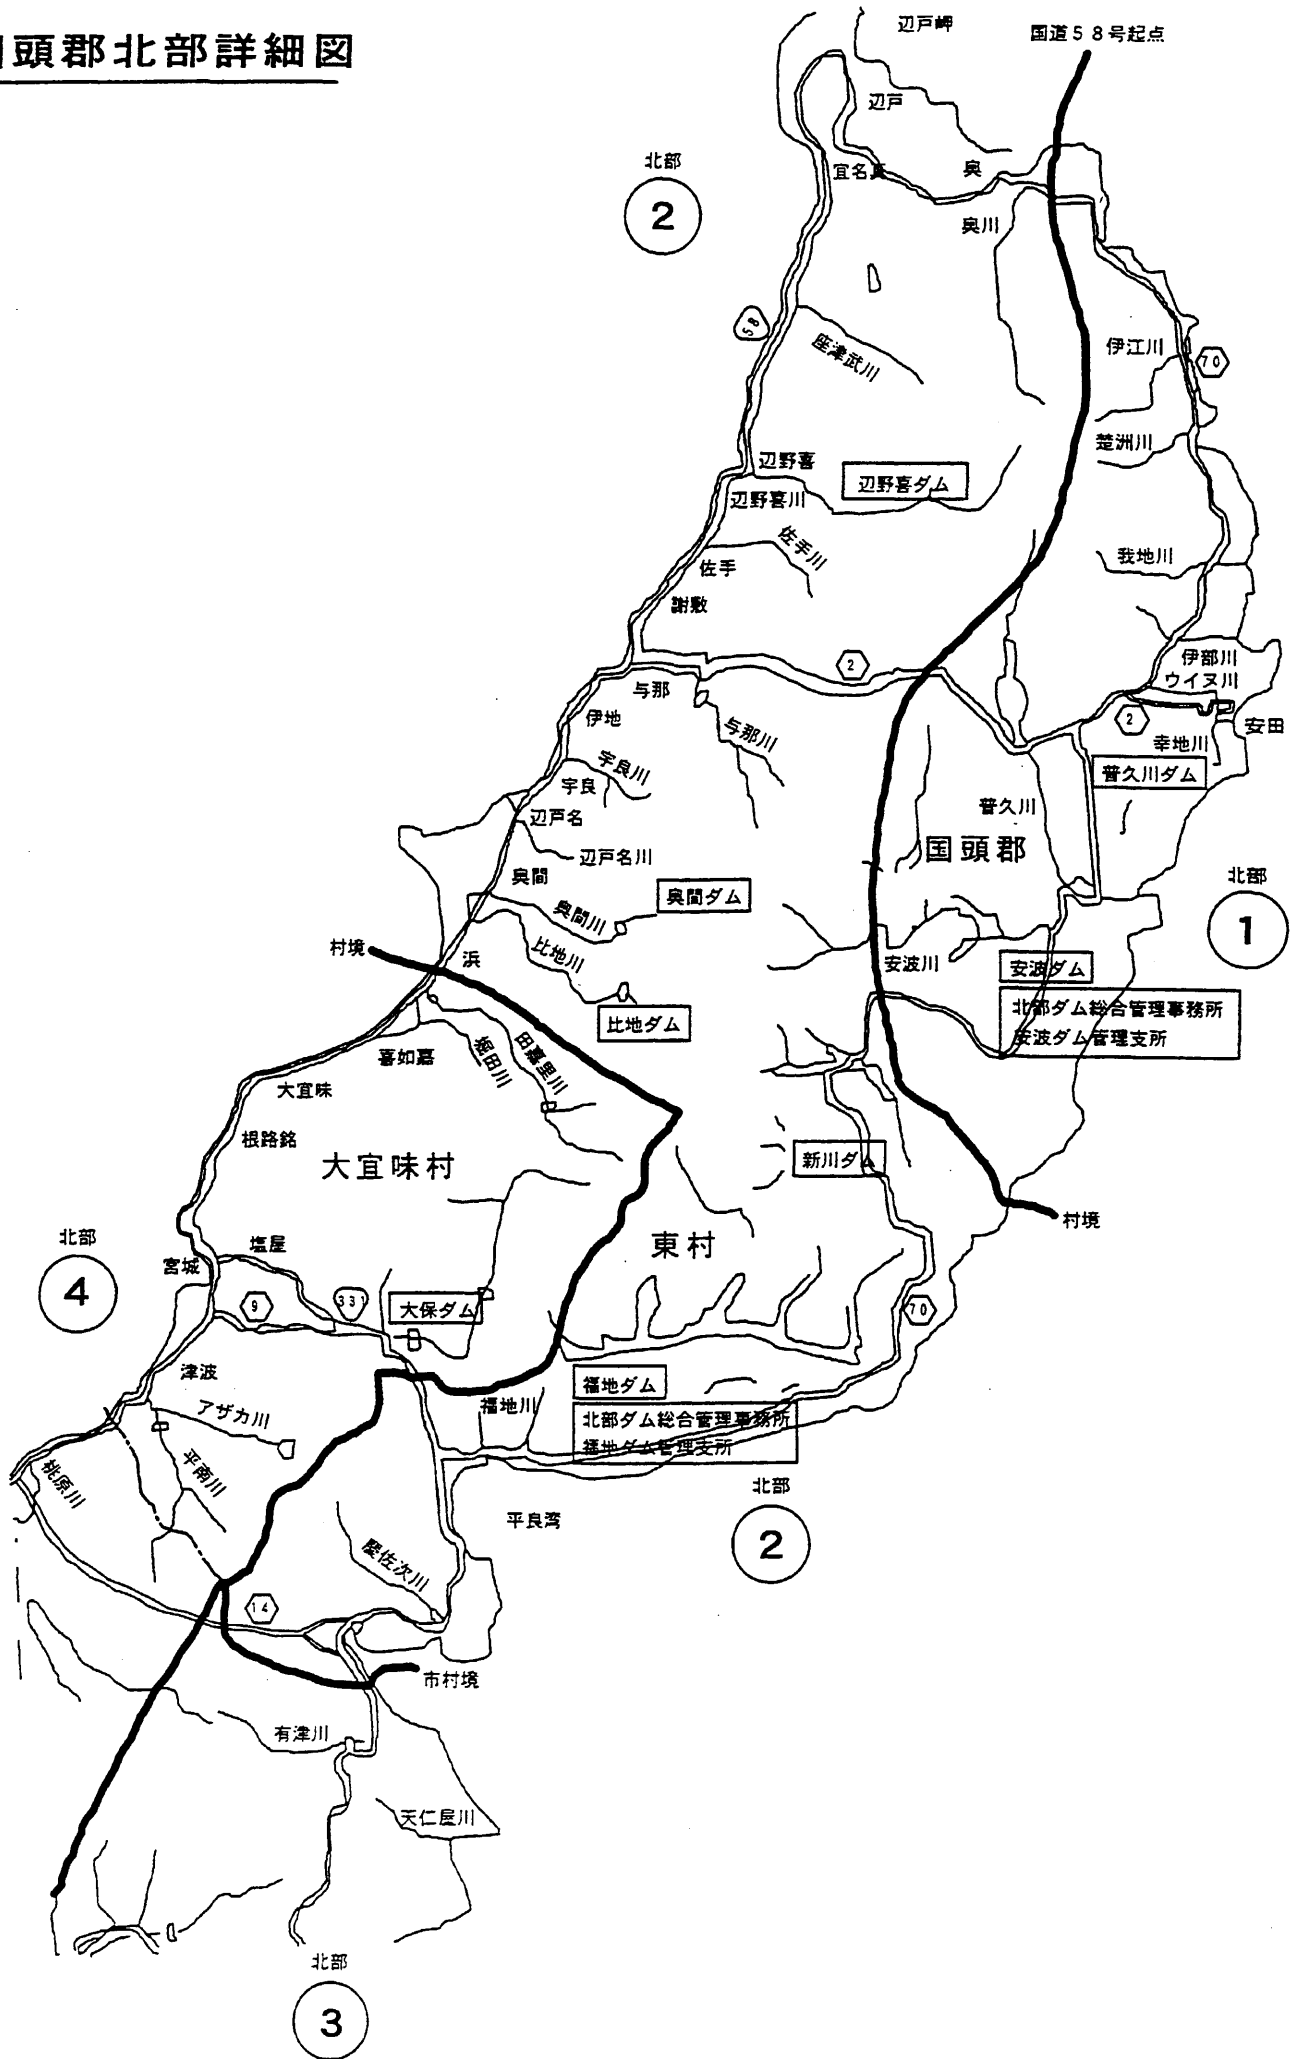 頭郡北部詳細図
辺戸岬
国道58号起点
辺戸
北部
2
宜名真
奥
奥川
58
座津武川
伊江川
70
楚洲川
辺野喜
辺野喜ダム
辺野喜川
佐手川
佐手
我地川
謝敷
2
伊部川
ウイヌ川
与那
伊地
与那川
2
安田
幸地川
宇良川
宇良
普久川ダム
辺戸名
普久川
辺戸名川
国頭郡
奥間
奥間ダム
北部
1
奥間川
村境
浜
比地川
安波川
安波ダム
比地ダム
北部ダム総合管理事務所
安波ダム管理支所
喜如嘉
田嘉里川
大宜味
根路銘
大宜味村
新川ダム
村境
東村
北部
4
塩屋
宮城
9
331
大保ダム
70
津波
福地ダム
アザカ川
福地川
北部ダム総合管理事務所
福地ダム管理支所
桃原川
平南川
北部
2
平良湾
慶佐次川
14
市村境
有津川
天仁屋川
北部
3